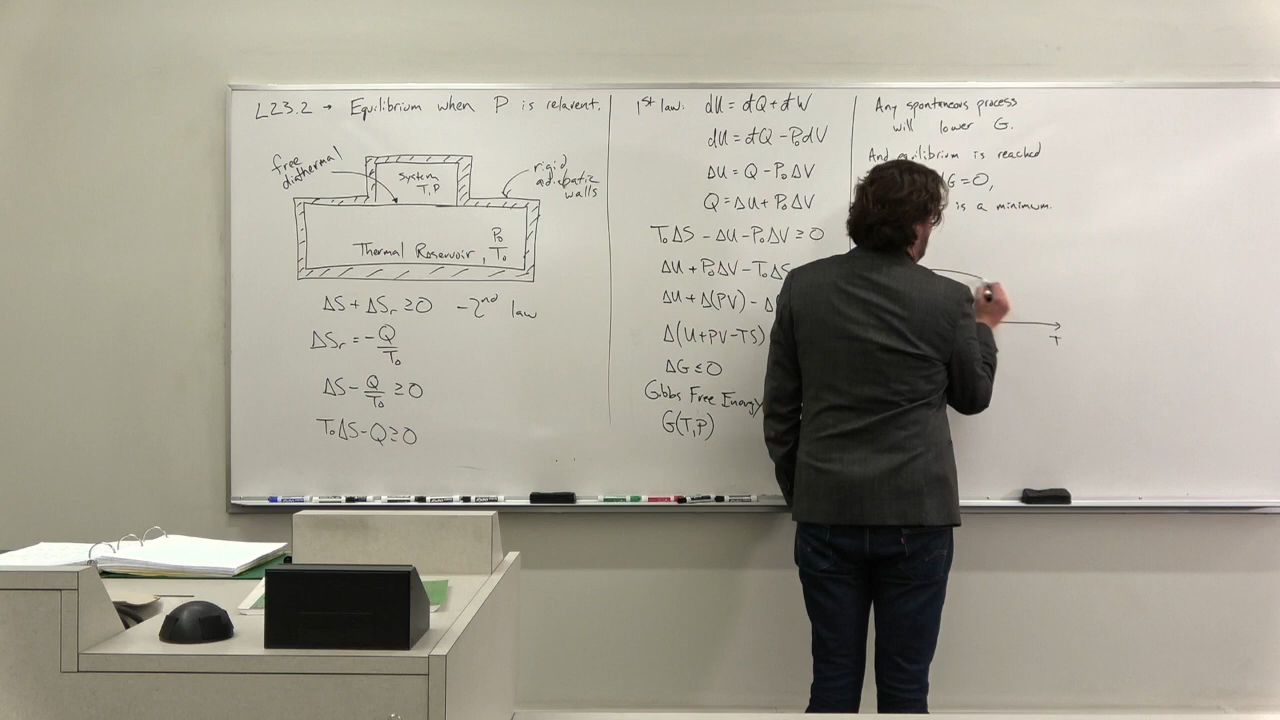 L23.2 → Equilibrium when P is relavent.
free
diathermal
system
T,P
rigid
adiabatic
walls
Thermal Reservoir, P₀/T₀
ΔS + ΔSᵣ ≥ 0 - 2nd law
ΔSᵣ = -Q/T₀
ΔS - Q/T₀ ≥ 0
T₀ΔS - Q ≥ 0
1st law: dU = đQ + đW
dU = đQ - P₀dV
ΔU = Q - P₀ΔV
Q = ΔU + P₀ΔV
T₀ΔS - ΔU - P₀ΔV ≥ 0
ΔU + P₀ΔV - T₀ΔS
ΔU + Δ(PV) - Δ
Δ(U+PV-TS)
ΔG ≤ 0
Gibbs Free Energy
G(T,P)
Any spontaneous process
will lower G.
And equilibrium is reached
G = 0,
is a minimum.
T